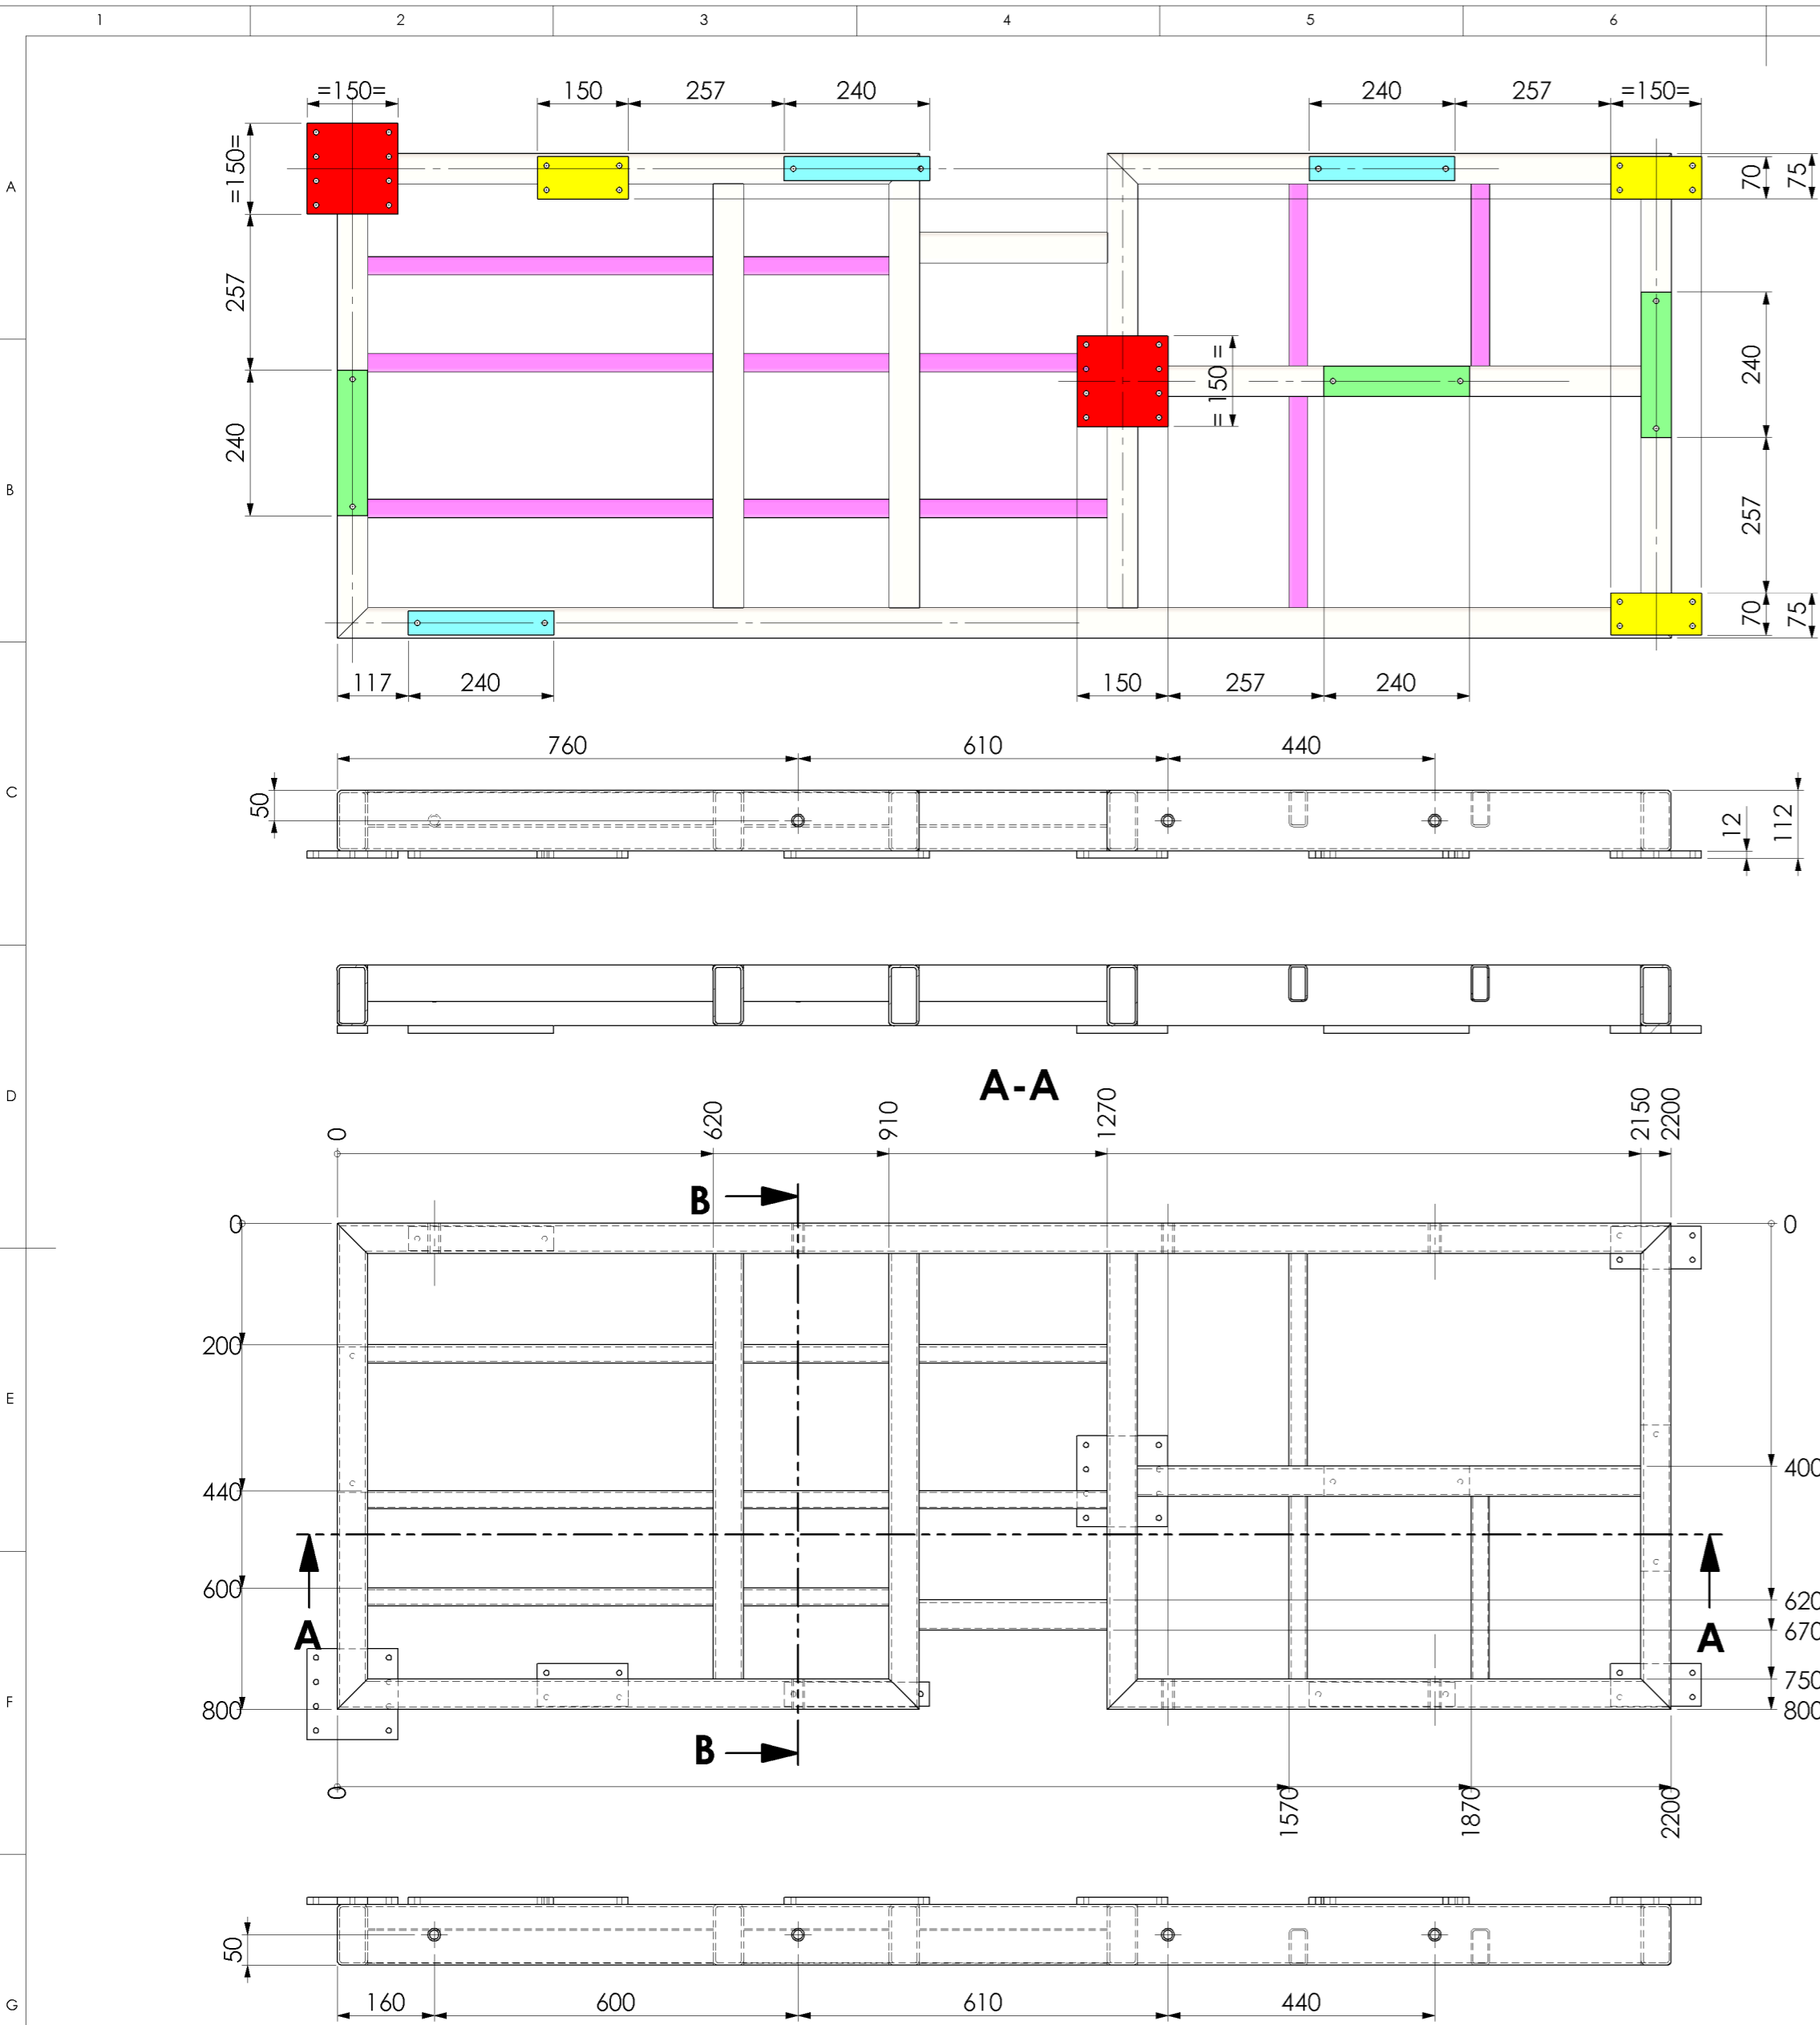 1 2 3 4 5 6
=150= 150 257 240 240 257 =150=
=150=
70
75
A
257
240
= 150 =
240
B
257
70
75
117 240 150 257 240
760 610 440
C
50
12
112
A-A
D
0 620 910 1270 2150 2200
B
0 0
200
E
440 400
A A
600 620
670
750
F
800 800
B
0 1570 1870 2200
50
G
160 600 610 440